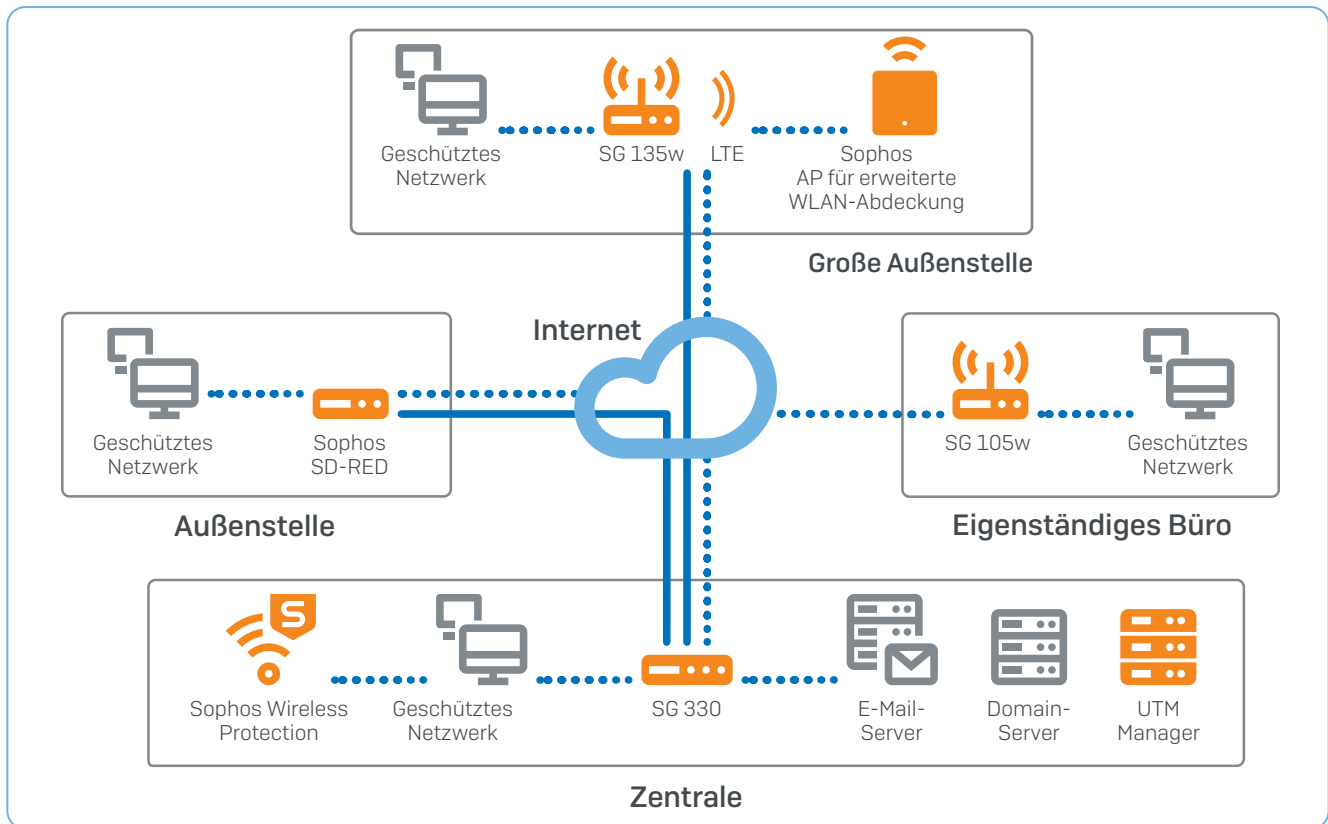 Geschütztes
Netzwerk
SG 135w
LTE
Sophos
AP für erweiterte
WLAN-Abdeckung
Große Außenstelle
Internet
Geschütztes
Netzwerk
Sophos
SD-RED
Außenstelle
SG 105w
Geschütztes
Netzwerk
Eigenständiges Büro
S
Sophos Wireless
Protection
Geschütztes
Netzwerk
SG 330
E-Mail-
Server
Domain-
Server
UTM
Manager
Zentrale